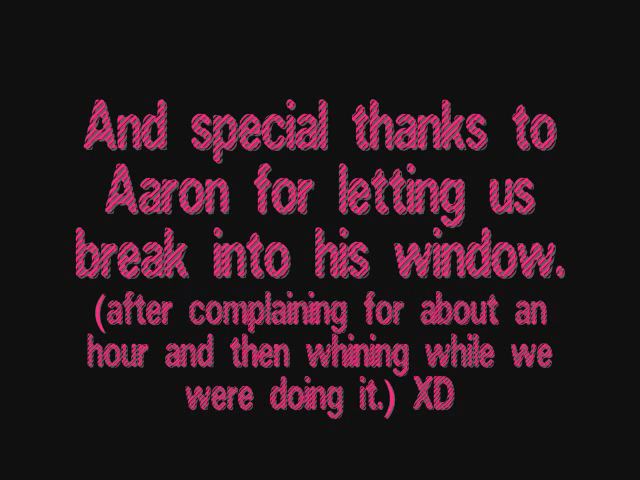 And special thanks to
Aaron for letting us
break into his window.
(after complaining for about an
hour and then whining while we
were doing it.) XD